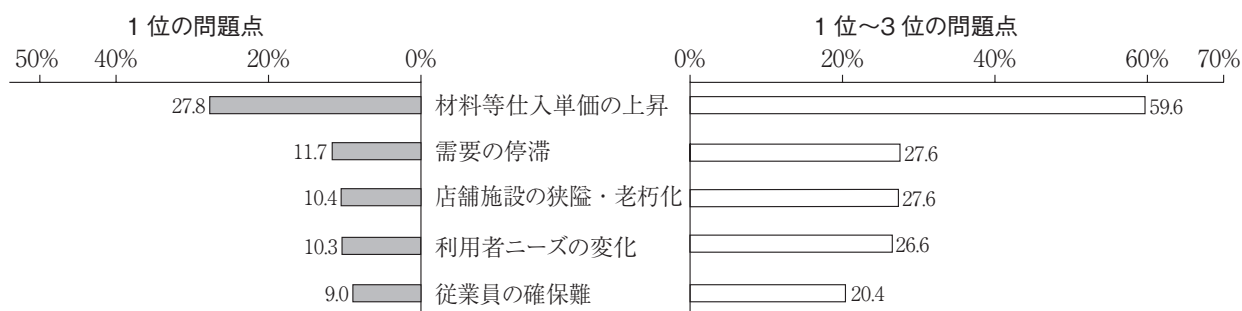 1位の問題点 1位～3位の問題点
50% 40% 20% 0% 0% 20% 40% 60% 70%
27.8 材料等仕入単価の上昇 59.6
11.7 需要の停滞 27.6
10.4 店舗施設の狭隘・老朽化 27.6
10.3 利用者ニーズの変化 26.6
9.0 従業員の確保難 20.4